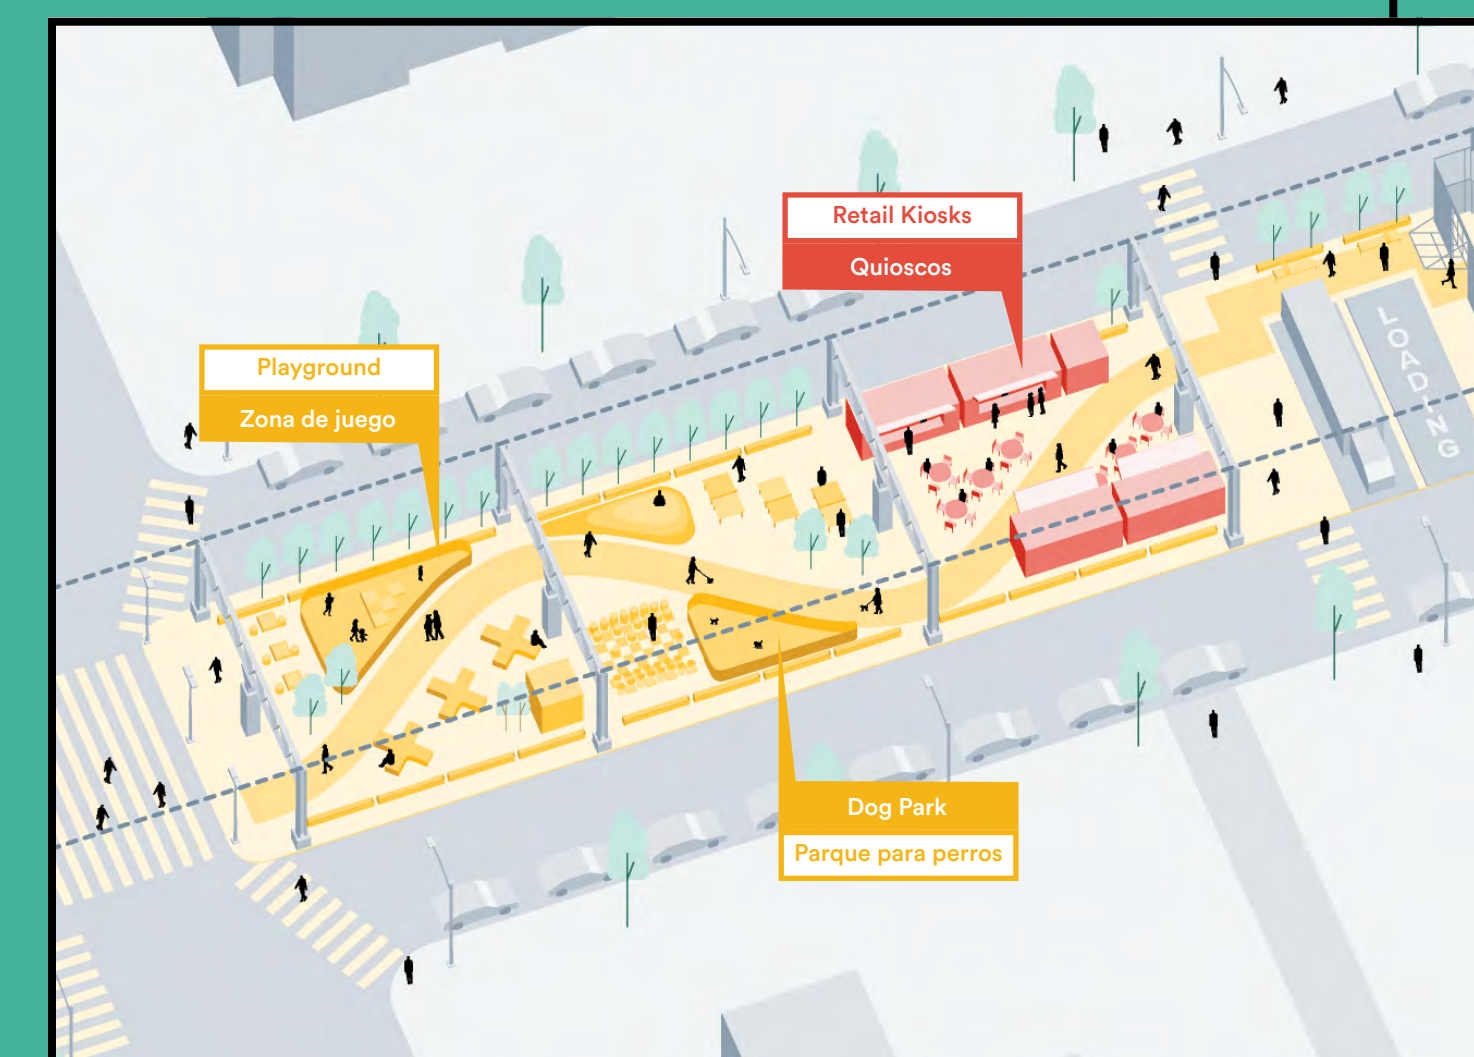 Retail Kiosks
Quioscos
Playground
Zona de juego
LOADING
Dog Park
Parque para perros